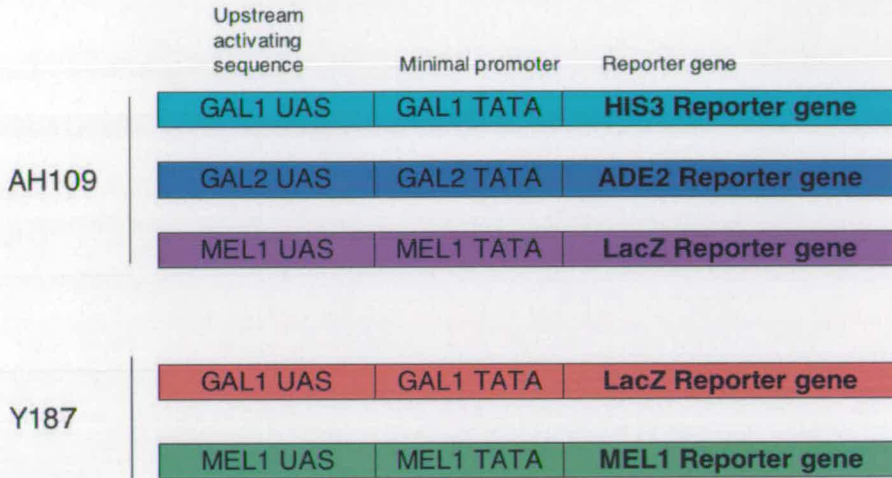 Upstream
activating
sequence Minimal promoter Reporter gene
GAL1 UAS GAL1 TATA HIS3 Reporter gene
AH109
GAL2 UAS GAL2 TATA ADE2 Reporter gene
MEL1 UAS MEL1 TATA LacZ Reporter gene
GAL1 UAS GAL1 TATA LacZ Reporter gene
Y187
MEL1 UAS MEL1 TATA MEL1 Reporter gene